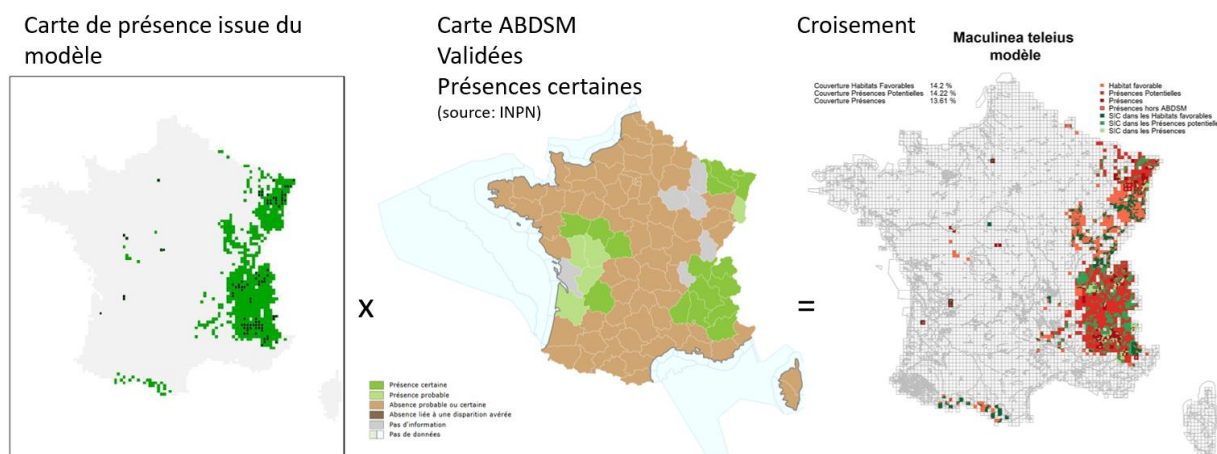 Carte de présence issue du
modèle
Carte ABDSM
Validées
Présences certaines
(source: INPN)
x
Présence certaine
Présence probable
Absence probable ou certaine
Absence liée à une disparition avérée
Pas d'information
Pas de données
=
Croisement
Maculinea teleius
modèle
Couverture Habitats Favorables 14.2 %
Couverture Présences Potentielles 14.22 %
Couverture Présences 13.61 %
Habitat favorable
Présences Potentielles
Présences
Présences hors ABDSM
SIC dans les Habitats favorables
SIC dans les Présences potentielle
SIC dans les Présences